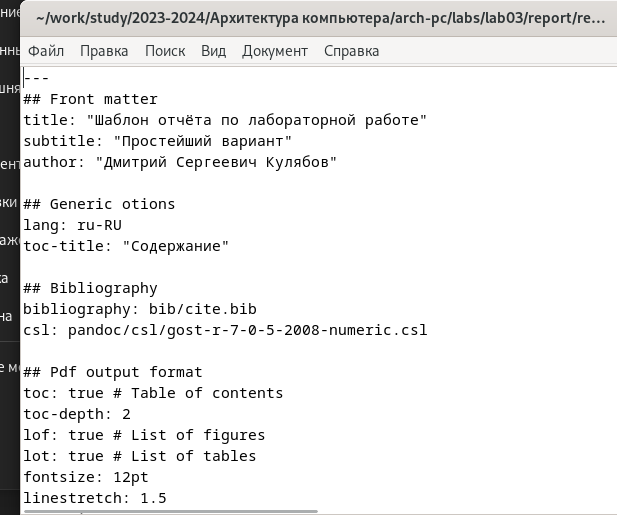 ~/work/study/2023-2024/Архитектура компьютера/arch-pc/labs/lab03/report/re...
Файл Правка Поиск Вид Документ Справка
---
## Front matter
title: "Шаблон отчёта по лабораторной работе"
subtitle: "Простейший вариант"
author: "Дмитрий Сергеевич Кулябов"

## Generic otions
lang: ru-RU
toc-title: "Содержание"

## Bibliography
bibliography: bib/cite.bib
csl: pandoc/csl/gost-r-7-0-5-2008-numeric.csl

## Pdf output format
toc: true # Table of contents
toc-depth: 2
lof: true # List of figures
lot: true # List of tables
fontsize: 12pt
linestretch: 1.5